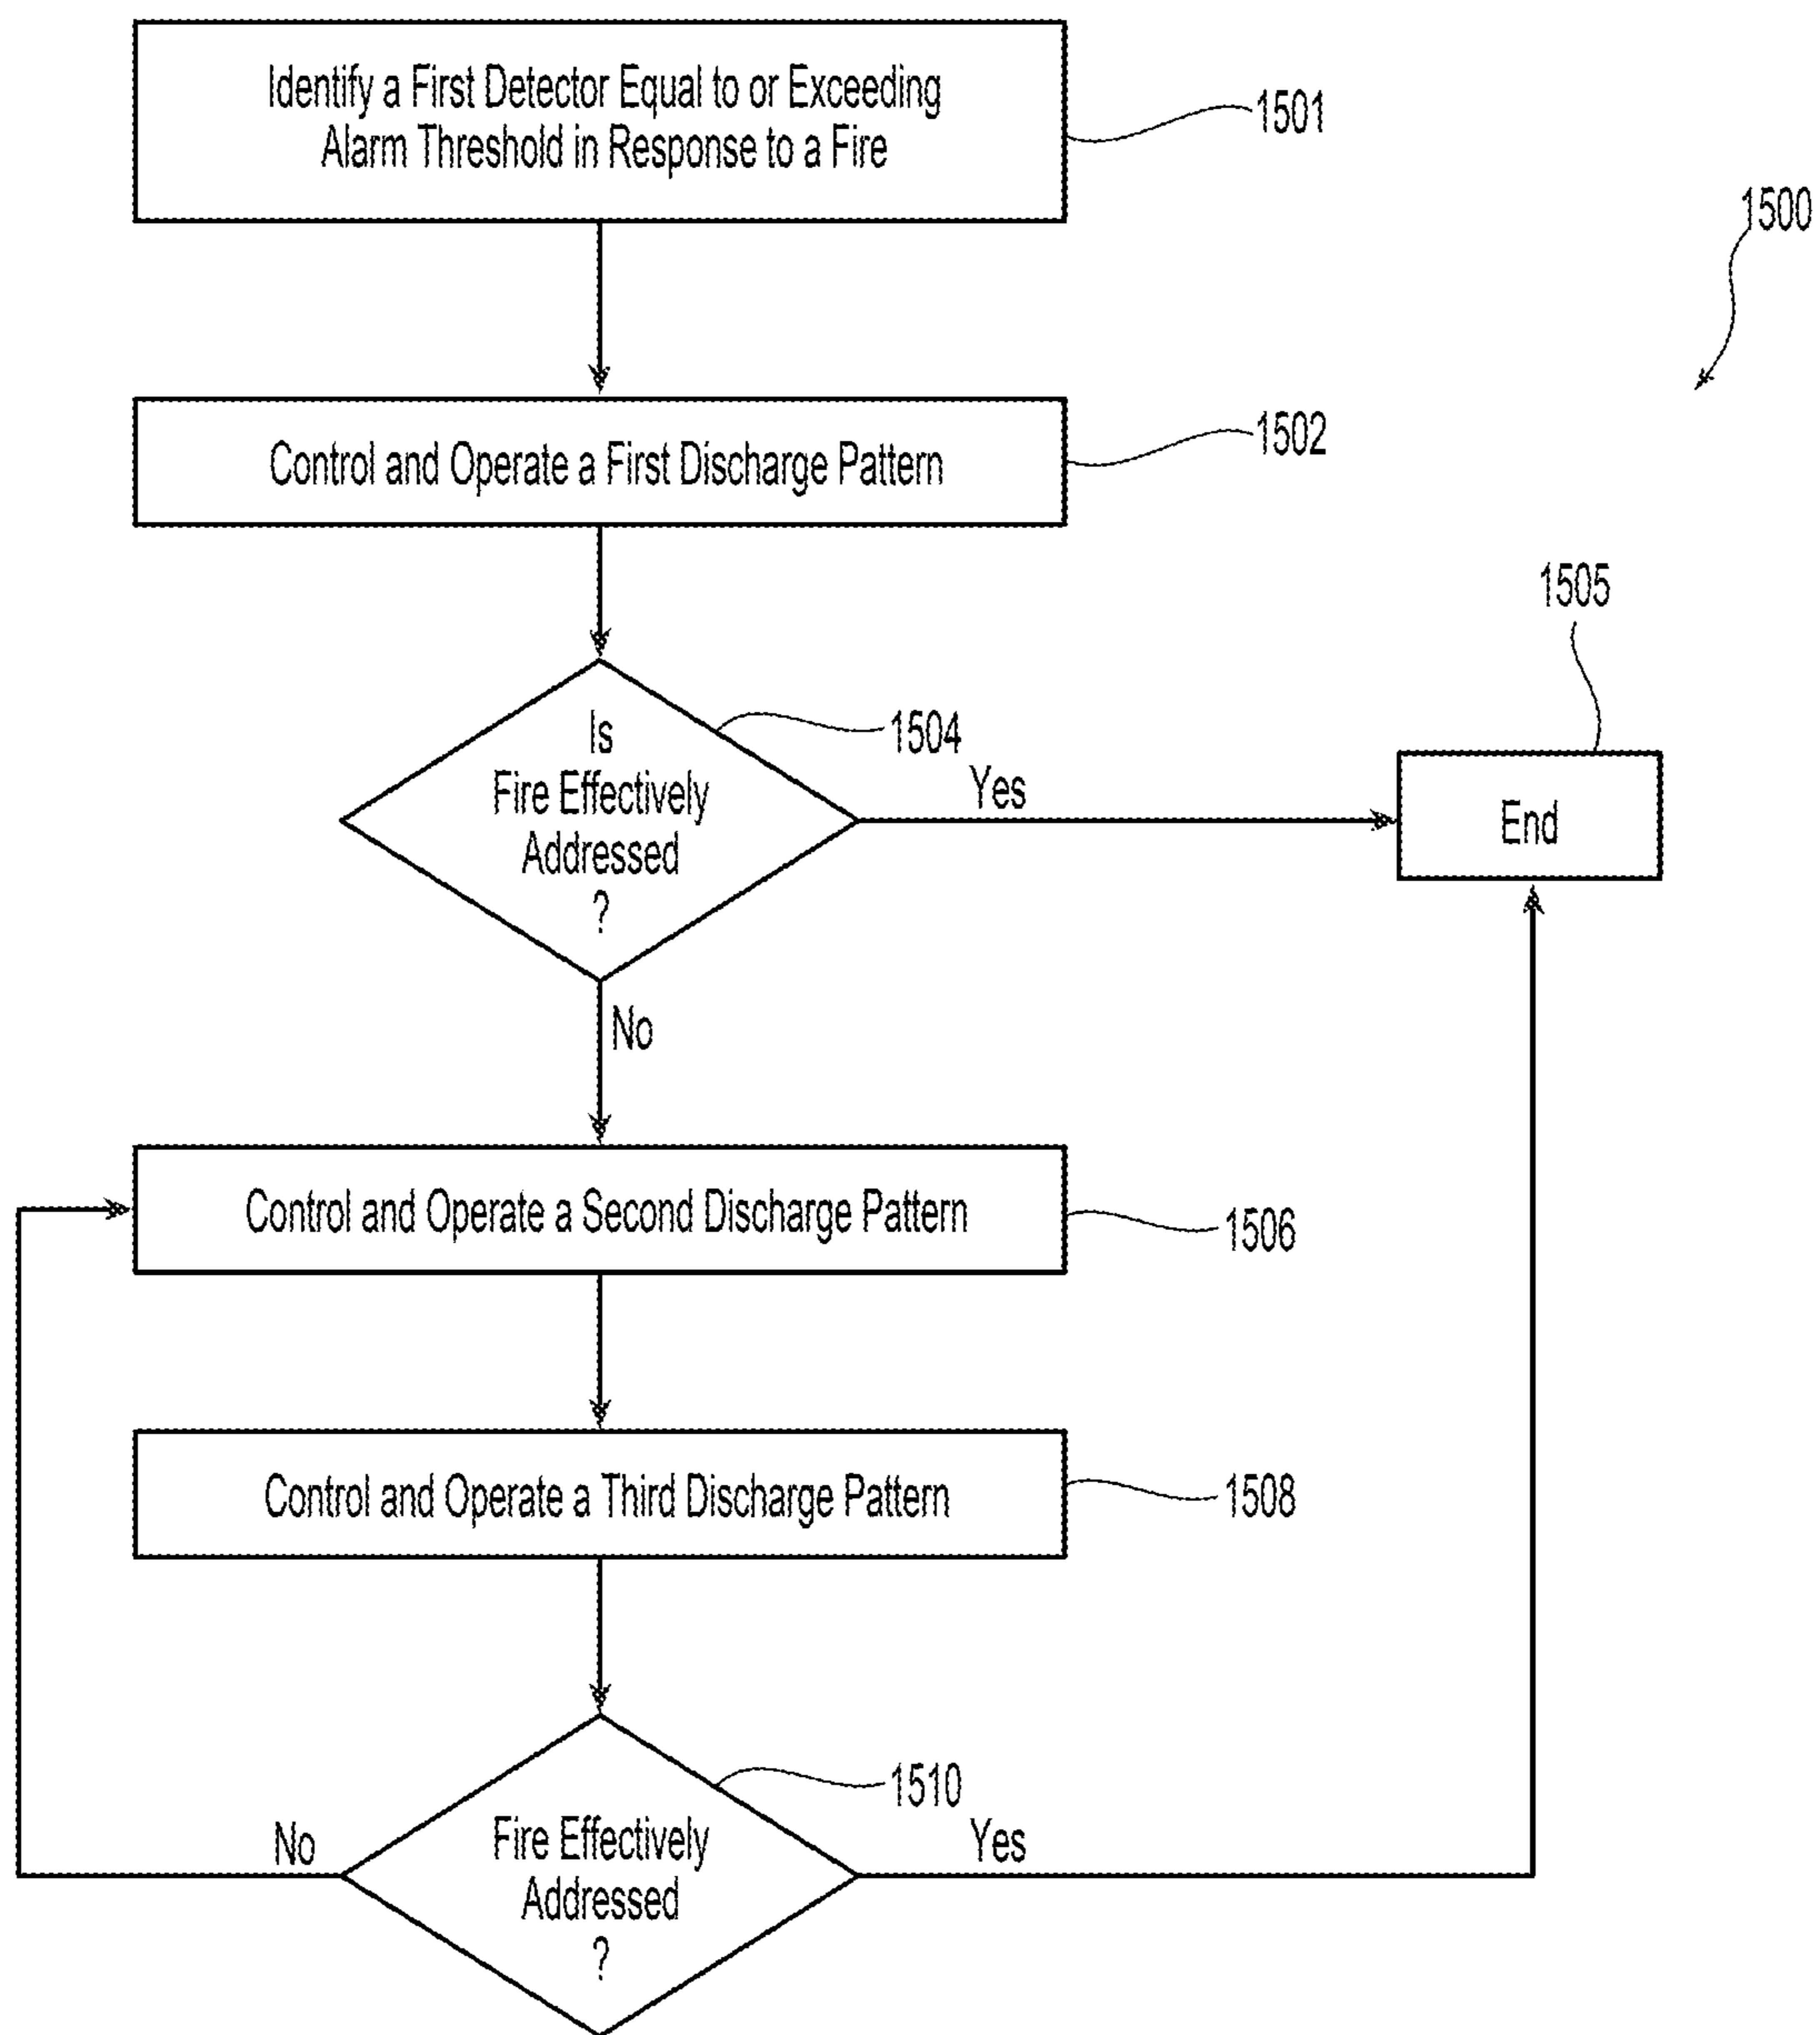 Identify a First Detector Equal to or Exceeding
Alarm Threshold in Response to a Fire
1501
1500
Control and Operate a First Discharge Pattern
1502
1505
Is
Fire Effectively
Addressed
?
1504
Yes
End
No
Control and Operate a Second Discharge Pattern
1506
Control and Operate a Third Discharge Pattern
1508
1510
No
Fire Effectively
Addressed
?
Yes